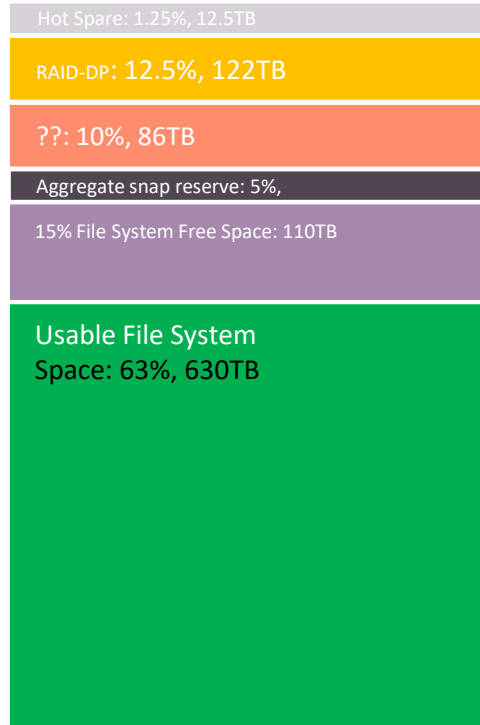 Hot Spare: 1.25%, 12.5TB
RAID-DP: 12.5%, 122TB
??: 10%, 86TB
Aggregate snap reserve: 5%,
15% File System Free Space: 110TB
Usable File System
Space: 63%, 630TB